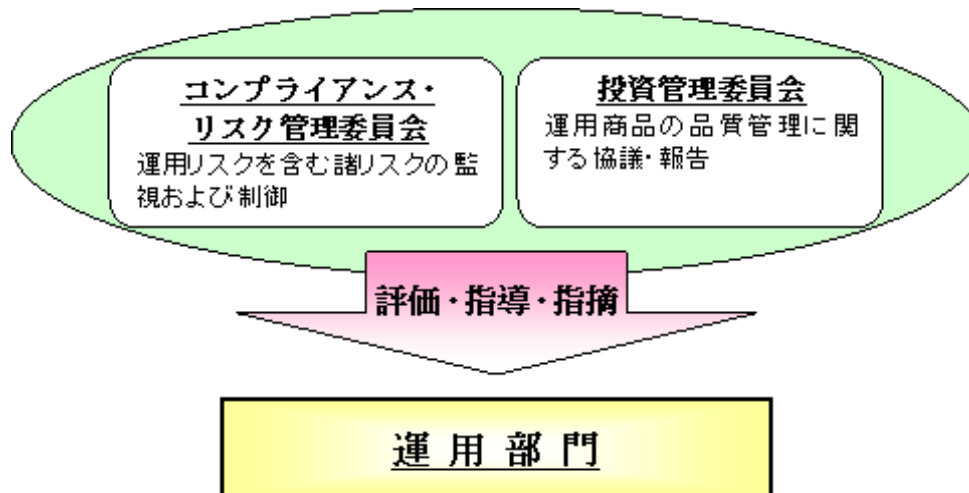 コンプライアンス・
リスク管理委員会
運用リスクを含む諸リスクの監
視および制御
投資管理委員会
運用商品の品質管理に関
する協議・報告
評価・指導・指摘
運用部門